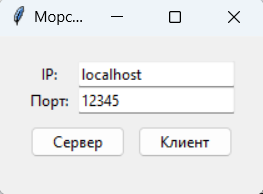 Морс...
IP: localhost
Порт: 12345
Сервер Клиент